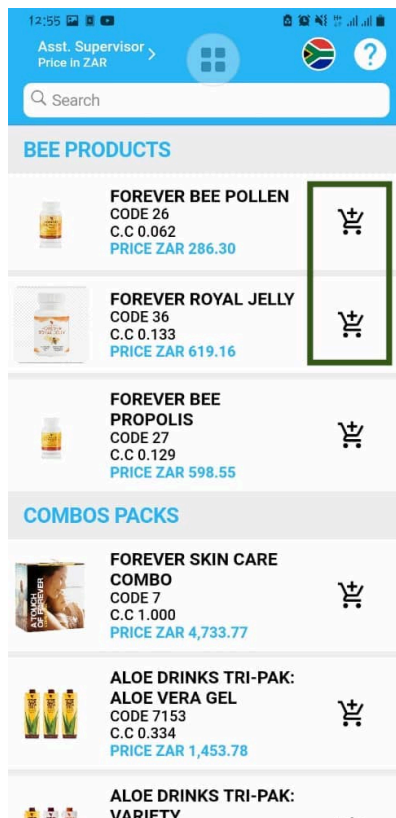 12:55
Asst. Supervisor
Price in ZAR
?
Search
BEE PRODUCTS
FOREVER BEE POLLEN
CODE 26
C.C 0.062
PRICE ZAR 286.30
FOREVER ROYAL JELLY
CODE 36
C.C 0.133
PRICE ZAR 619.16
FOREVER BEE
PROPOLIS
CODE 27
C.C 0.129
PRICE ZAR 598.55
COMBOS PACKS
A TOUCH
OF FOREVER
FOREVER SKIN CARE
COMBO
CODE 7
C.C 1.000
PRICE ZAR 4,733.77
ALOE DRINKS TRI-PAK:
ALOE VERA GEL
CODE 7153
C.C 0.334
PRICE ZAR 1,453.78
ALOE DRINKS TRI-PAK:
VARIETY